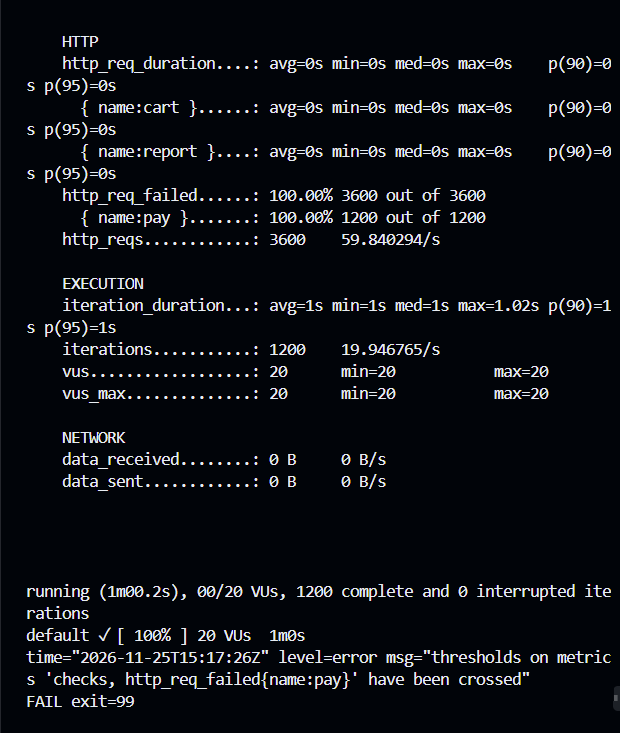 HTTP
http_req_duration....: avg=0s min=0s med=0s max=0s    p(90)=0
s p(95)=0s
{ name:cart }......: avg=0s min=0s med=0s max=0s    p(90)=0
s p(95)=0s
{ name:report }....: avg=0s min=0s med=0s max=0s    p(90)=0
s p(95)=0s
http_req_failed......: 100.00% 3600 out of 3600
{ name:pay }.......: 100.00% 1200 out of 1200
http_reqs............: 3600    59.840294/s
EXECUTION
iteration_duration...: avg=1s min=1s med=1s max=1.02s p(90)=1
s p(95)=1s
iterations...........: 1200    19.946765/s
vus..................: 20      min=20           max=20
vus_max..............: 20      min=20           max=20
NETWORK
data_received........: 0 B     0 B/s
data_sent............: 0 B     0 B/s
running (1m00.2s), 00/20 VUs, 1200 complete and 0 interrupted ite
rations
default ✓ [ 100% ] 20 VUs  1m0s
time="2026-11-25T15:17:26Z" level=error msg="thresholds on metric
s 'checks, http_req_failed{name:pay}' have been crossed"
FAIL exit=99